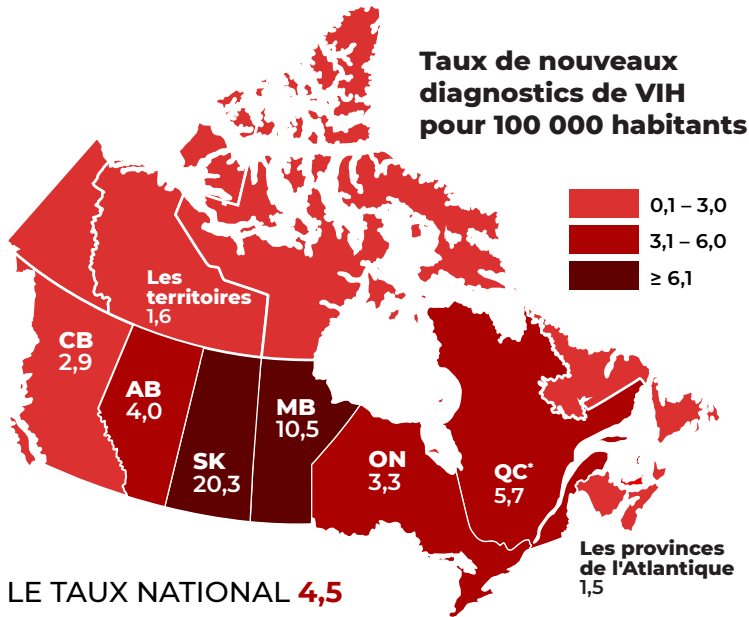 Taux de nouveaux
diagnostics de VIH
pour 100 000 habitants
0,1 – 3,0
3,1 – 6,0
≥ 6,1
Les
territoires
1,6
CB
2,9
AB
4,0
SK
20,3
MB
10,5
ON
3,3
QC*
5,7
Les provinces
de l'Atlantique
1,5
LE TAUX NATIONAL 4,5